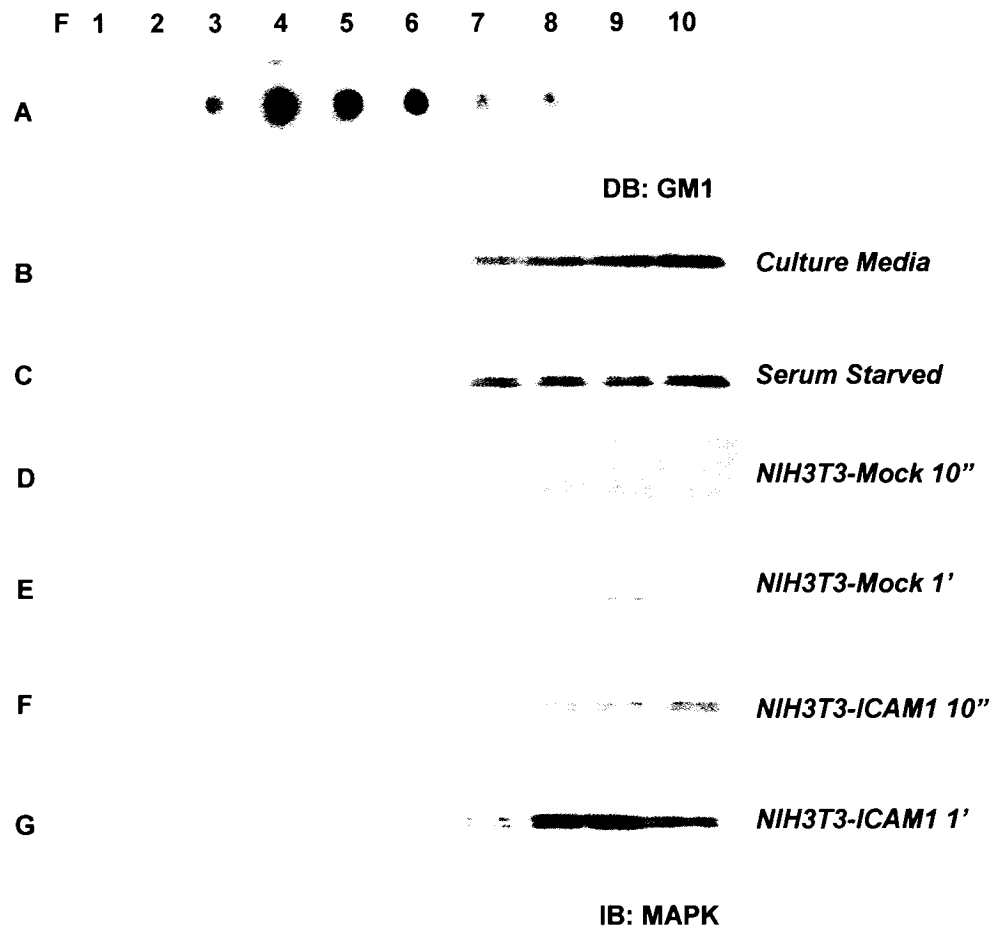 F 1 2 3 4 5 6 7 8 9 10
A
DB: GM1
B Culture Media
C Serum Starved
D NIH3T3-Mock 10”
E NIH3T3-Mock 1’
F NIH3T3-ICAM1 10”
G NIH3T3-ICAM1 1’
IB: MAPK